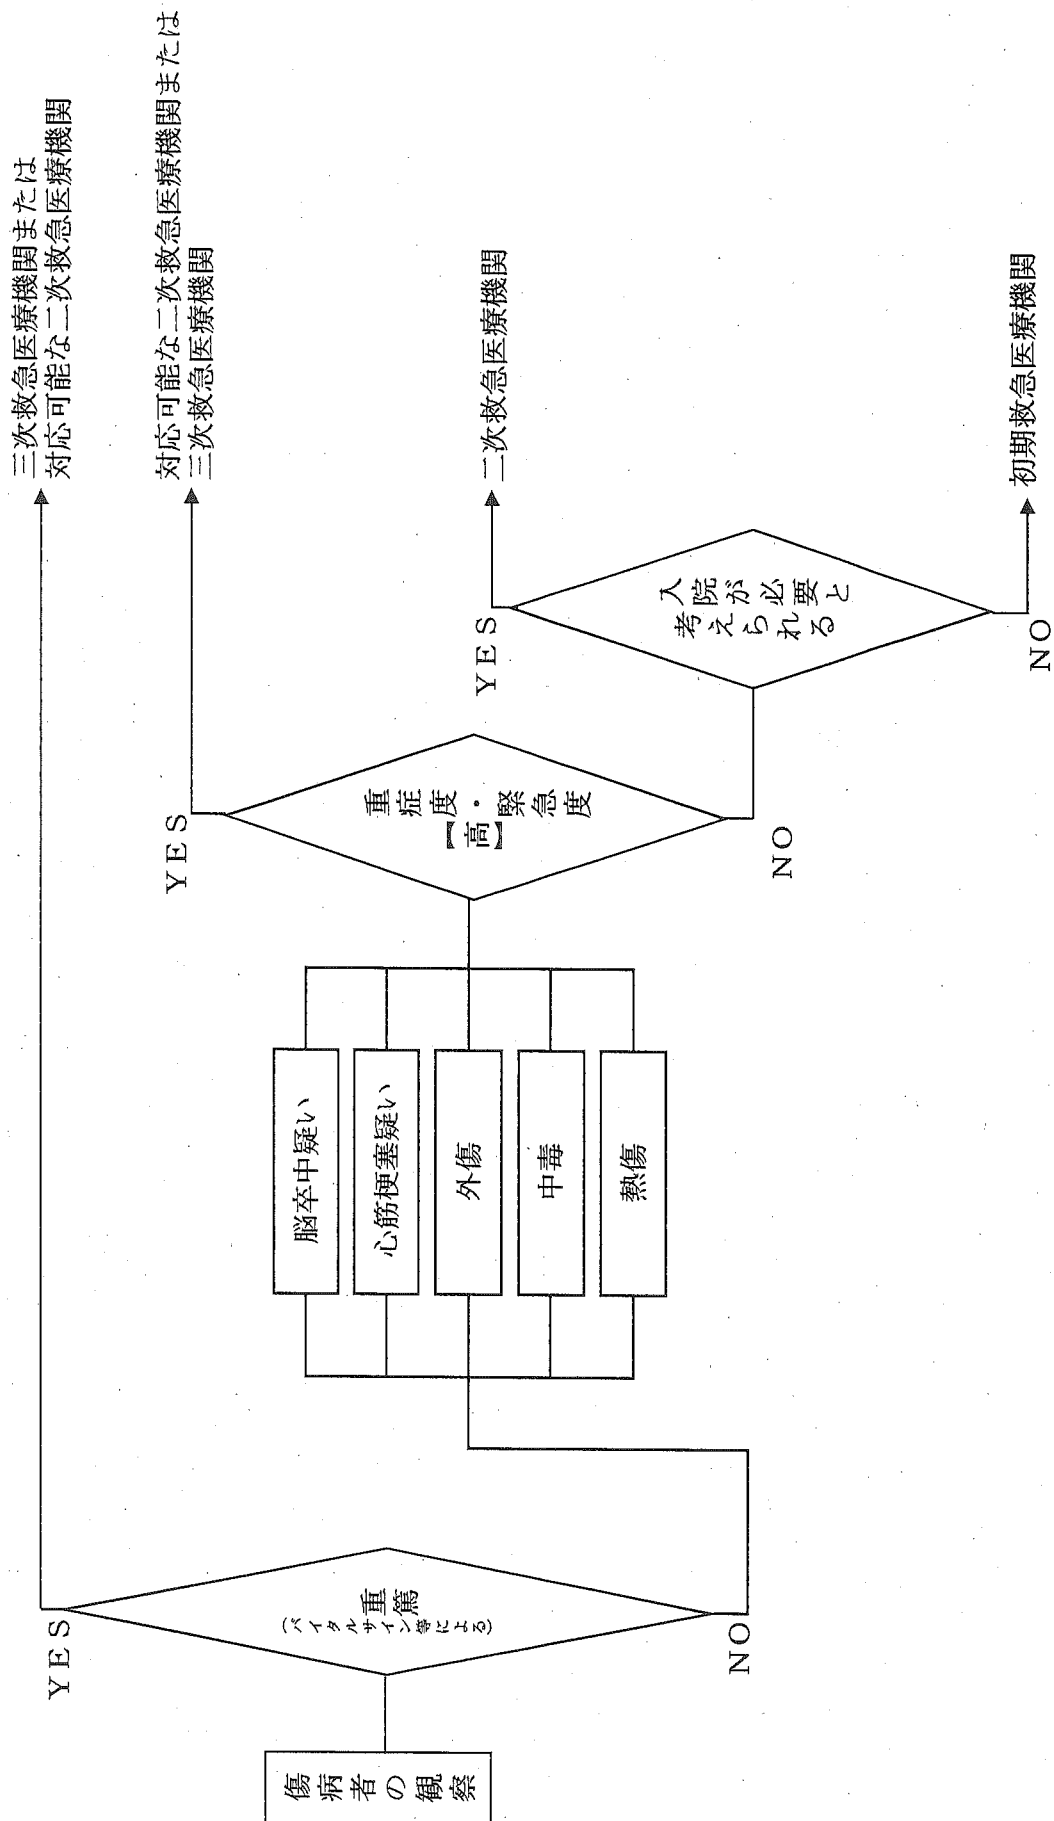 傷病者の観察
重篤
(バイタルサイン等による)
YES
三次救急医療機関または
対応可能な二次救急医療機関
NO
脳卒中疑い
心筋梗塞疑い
外傷
中毒
熱傷
重症度・緊急度
【高】
YES
対応可能な二次救急医療機関または
三次救急医療機関
NO
入院が必要と
考えられる
YES
二次救急医療機関
NO
初期救急医療機関